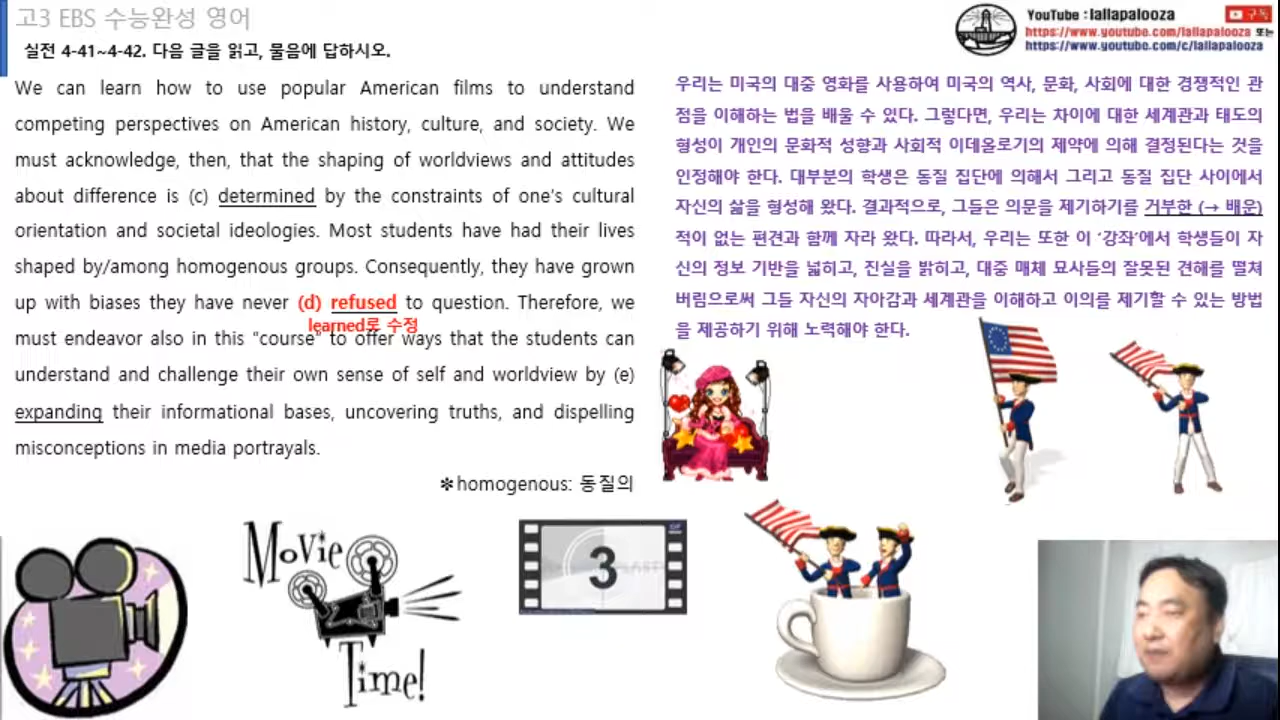 고3 EBS 수능완성 영어
실전 4-41~4-42. 다음 글을 읽고, 물음에 답하시오.
YouTube : lallapalooza
구독
https://www.youtube.com/lallapalooza 또는
https://www.youtube.com/c/lallapalooza
We can learn how to use popular American films to understand
competing perspectives on American history, culture, and society. We
must acknowledge, then, that the shaping of worldviews and attitudes
about difference is (c) determined by the constraints of one's cultural
orientation and societal ideologies. Most students have had their lives
shaped by/among homogenous groups. Consequently, they have grown
up with biases they have never (d) refused to question. Therefore, we
learned로 수정
must endeavor also in this “course” to offer ways that the students can
understand and challenge their own sense of self and worldview by (e)
expanding their informational bases, uncovering truths, and dispelling
misconceptions in media portrayals.
＊homogenous: 동질의
우리는 미국의 대중 영화를 사용하여 미국의 역사, 문화, 사회에 대한 경쟁적인 관
점을 이해하는 법을 배울 수 있다. 그렇다면, 우리는 차이에 대한 세계관과 태도의
형성이 개인의 문화적 성향과 사회적 이데올로기의 제약에 의해 결정된다는 것을
인정해야 한다. 대부분의 학생은 동질 집단에 의해서 그리고 동질 집단 사이에서
자신의 삶을 형성해 왔다. 결과적으로, 그들은 의문을 제기하기를 거부한 (→ 배운)
적이 없는 편견과 함께 자라 왔다. 따라서, 우리는 또한 이 ‘강좌’에서 학생들이 자
신의 정보 기반을 넓히고, 진실을 밝히고, 대중 매체 묘사들의 잘못된 견해를 떨쳐
버림으로써 그들 자신의 자아감과 세계관을 이해하고 이의를 제기할 수 있는 방법
을 제공하기 위해 노력해야 한다.
Movie
Time!
3